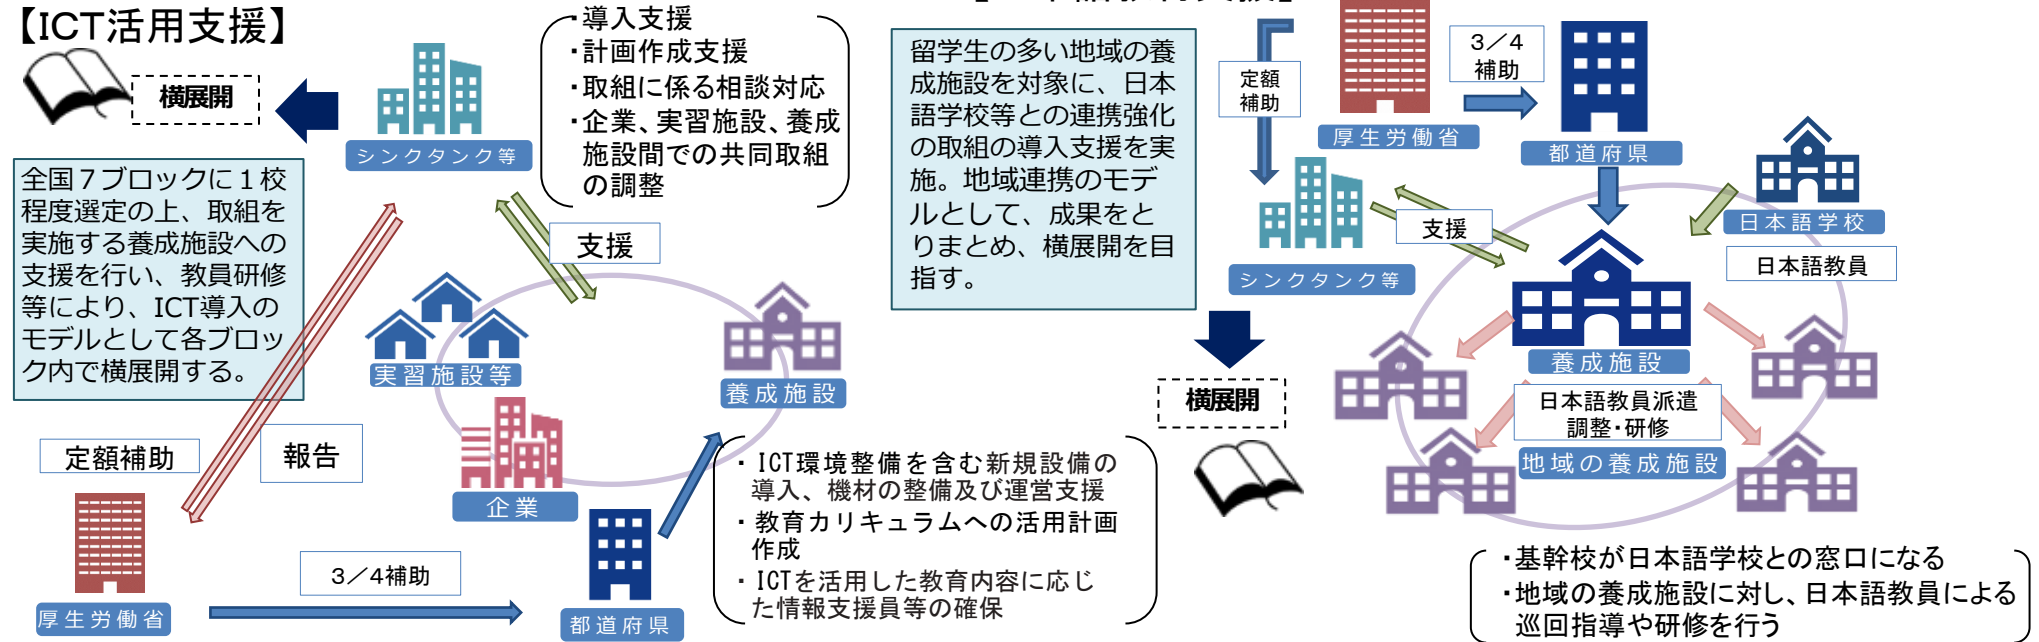 【ICT活用支援】
横展開
シンクタンク等
・導入支援
・計画作成支援
・取組に係る相談対応
・企業、実習施設、養成
施設間での共同取組
の調整
全国７ブロックに１校
程度選定の上、取組を
実施する養成施設への
支援を行い、教員研修
等により、ICT導入の
モデルとして各ブロッ
ク内で横展開する。
支援
実習施設等
養成施設
企業
定額補助
報告
厚生労働省
3／4補助
都道府県
・ICT環境整備を含む新規設備の
導入、機材の整備及び運営支援
・教育カリキュラムへの活用計画
作成
・ICTを活用した教育内容に応じ
た情報支援員等の確保
留学生の多い地域の養
成施設を対象に、日本
語学校等との連携強化
の取組の導入支援を実
施。地域連携のモデ
ルとして、成果をと
りまとめ、横展開を目
指す。
定額
補助
厚生労働省
3／4
補助
都道府県
シンクタンク等
支援
日本語学校
日本語教員
養成施設
日本語教員派遣
調整・研修
地域の養成施設
横展開
・基幹校が日本語学校との窓口になる
・地域の養成施設に対し、日本語教員による
巡回指導や研修を行う